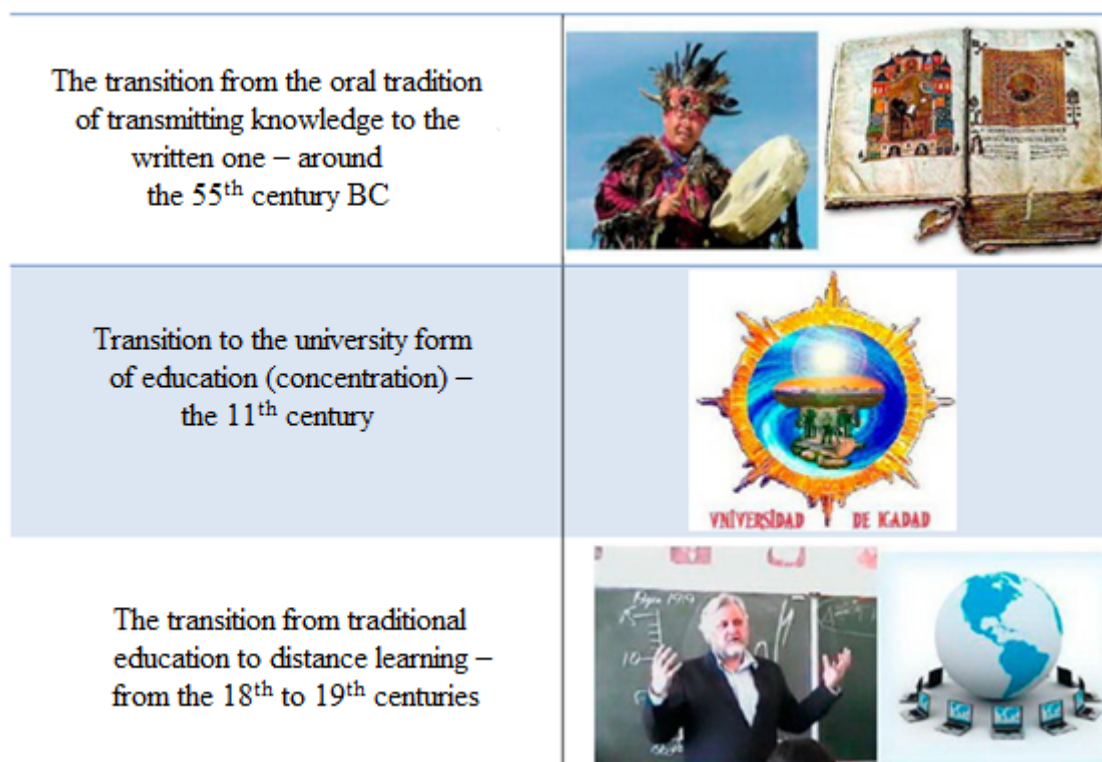 The transition from the oral tradition
of transmitting knowledge to the
written one – around
the 55th century BC
Transition to the university form
of education (concentration) –
the 11th century
VNIVERSIDAD DE KADAD
The transition from traditional
education to distance learning –
from the 18th to 19th centuries
10